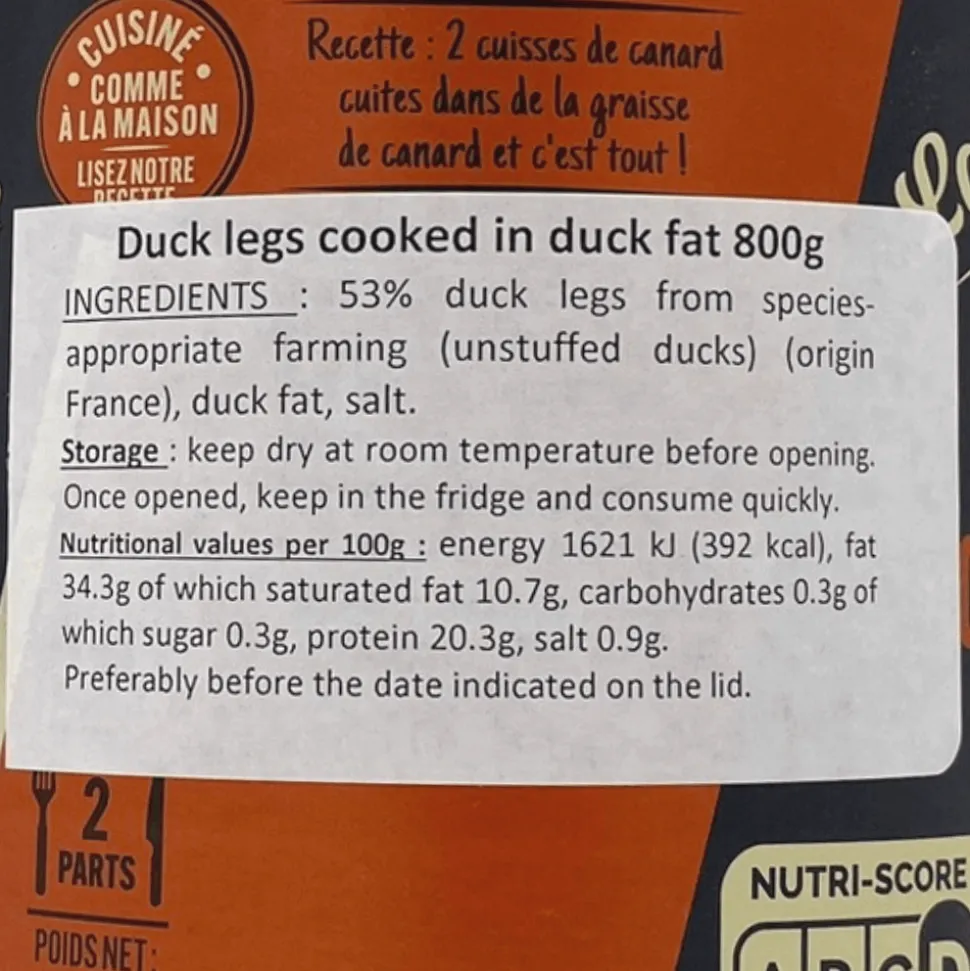 CUISINÉ
COMME
À LA MAISON
LISEZ NOTRE
RECETTE
Recette : 2 cuisses de canard
cuites dans de la graisse
de canard et c'est tout !
Duck legs cooked in duck fat 800g
INGREDIENTS : 53% duck legs from species-
appropriate farming (unstuffed ducks) (origin
France), duck fat, salt.
Storage : keep dry at room temperature before opening.
Once opened, keep in the fridge and consume quickly.
Nutritional values per 100g : energy 1621 kJ (392 kcal), fat
34.3g of which saturated fat 10.7g, carbohydrates 0.3g of
which sugar 0.3g, protein 20.3g, salt 0.9g.
Preferably before the date indicated on the lid.
2
PARTS
POIDS NET :
NUTRI-SCORE
A B C D